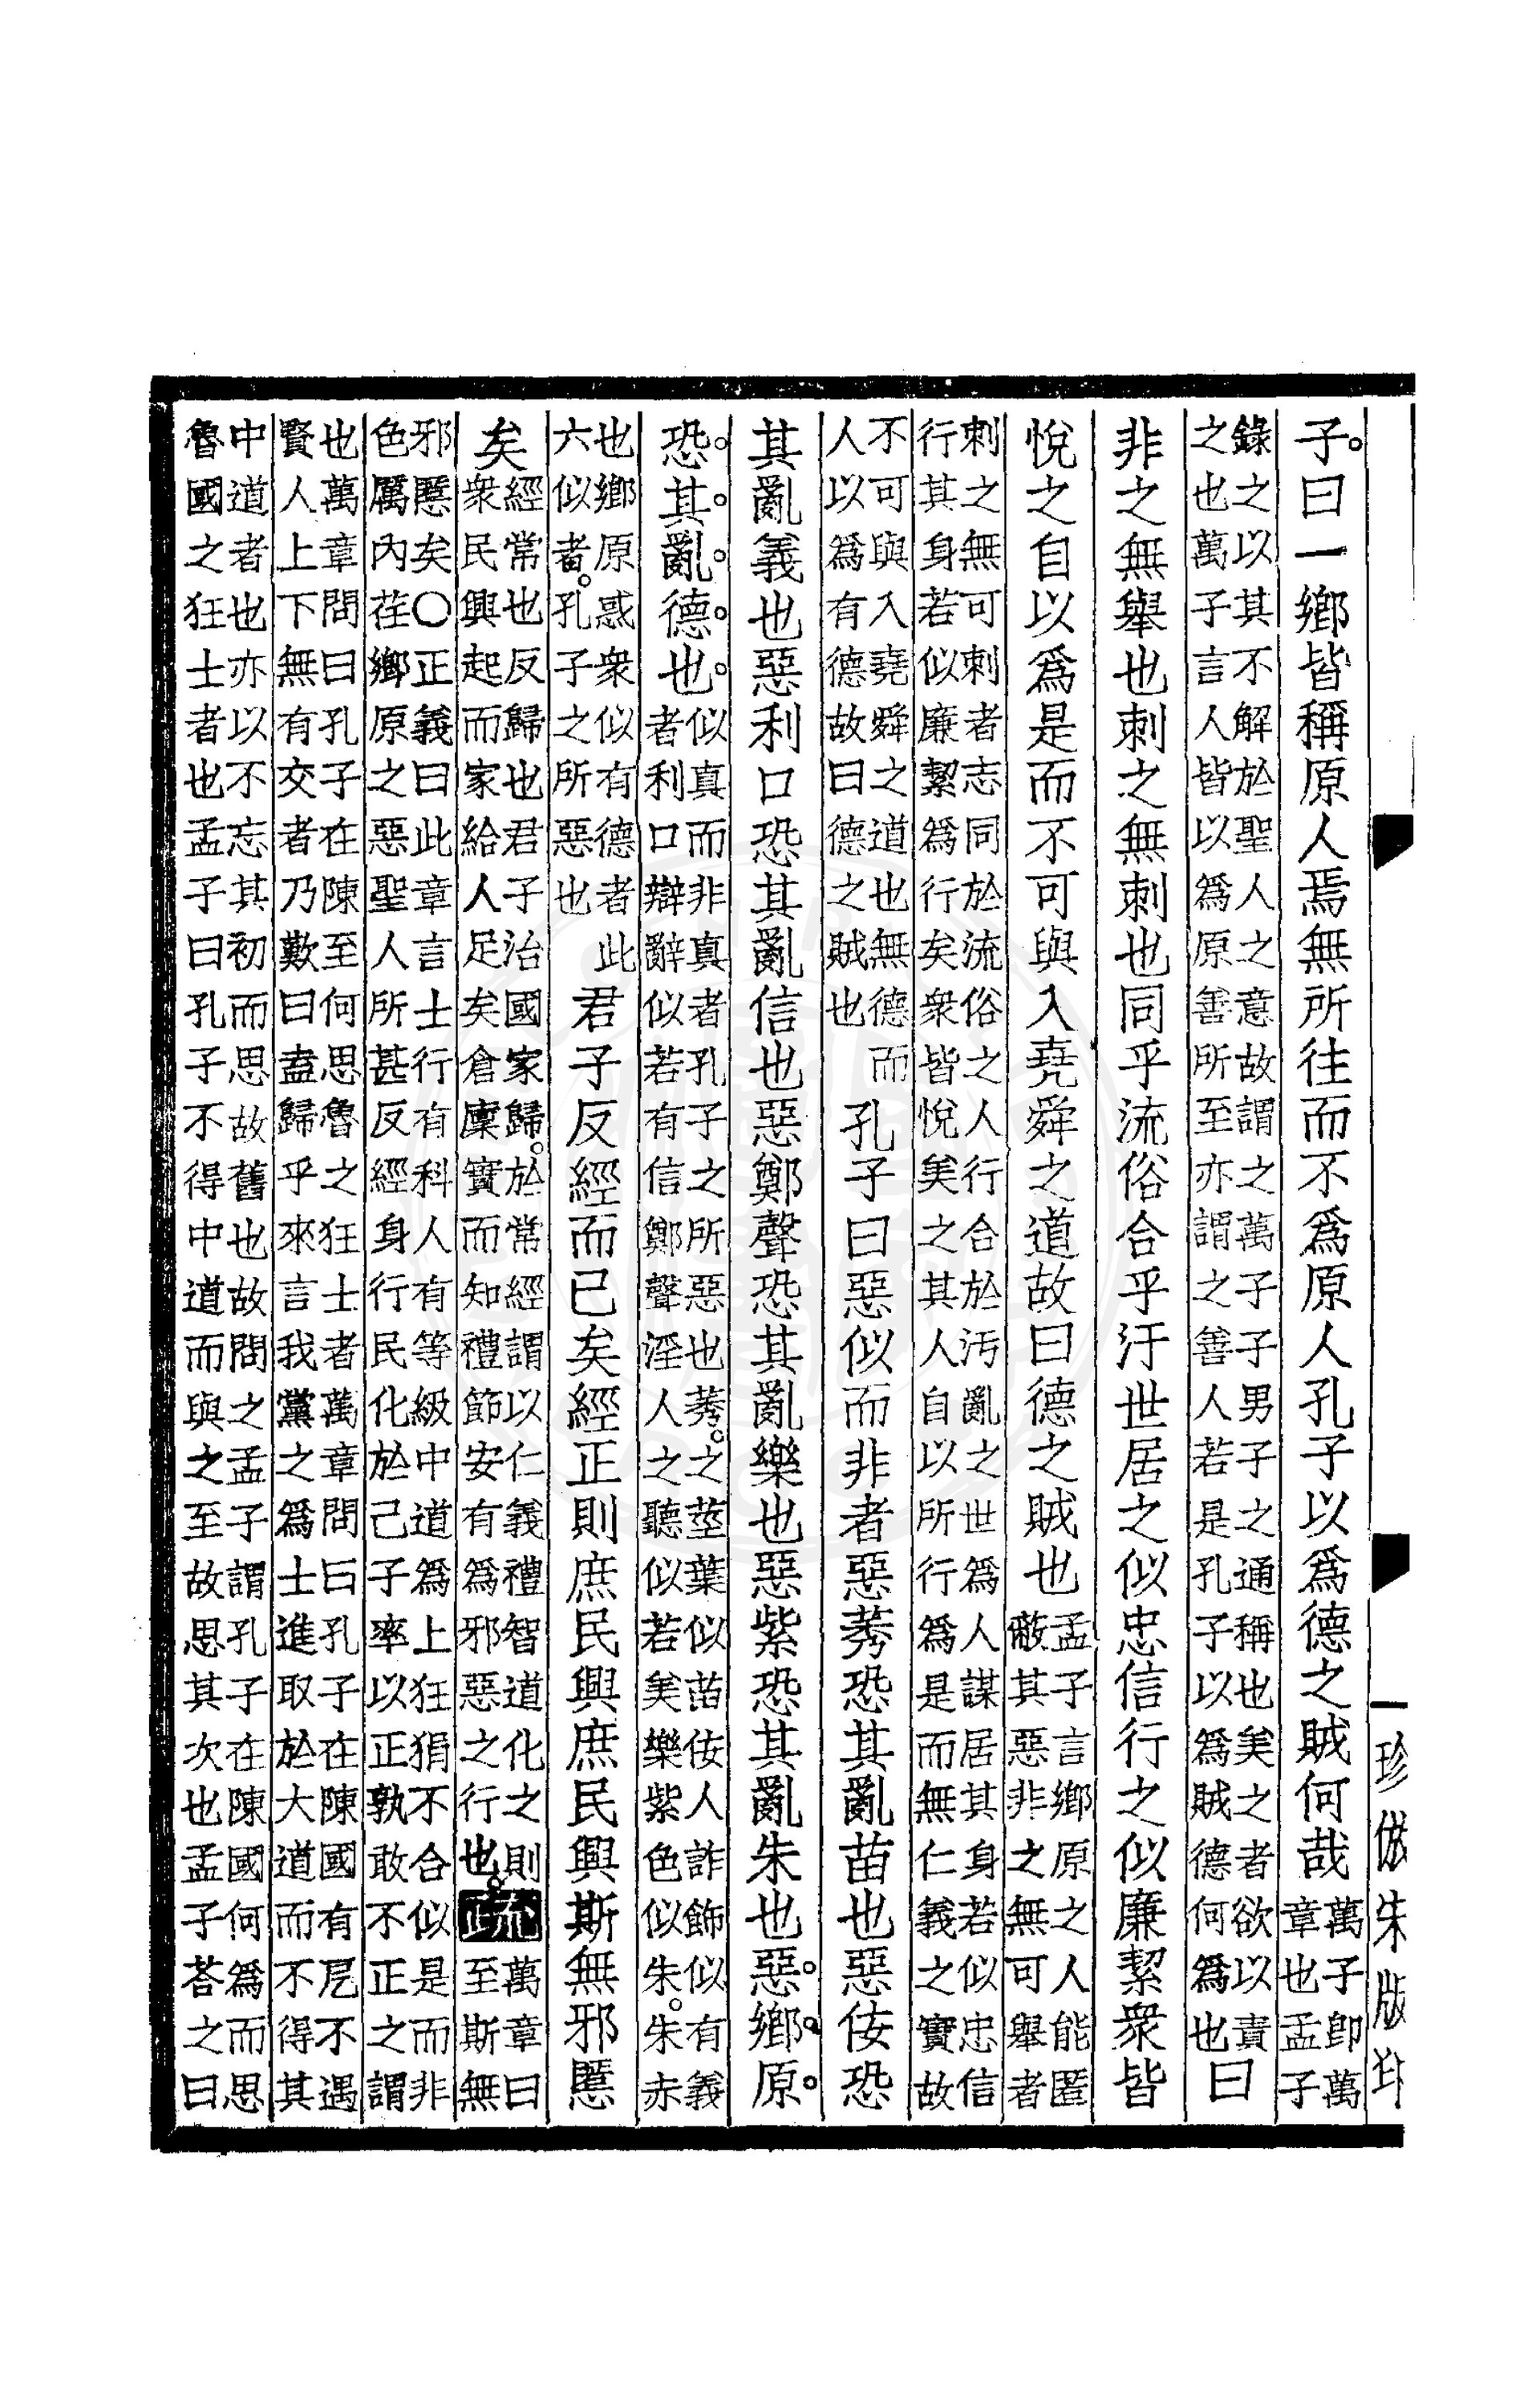 子曰一鄉皆稱原人焉無所往而不爲原人孔子以爲德之賊何哉萬子卽萬章也孟子
錄之以其不解於聖人之意故謂之萬子子男子之通稱也美之者欲以責之也萬子言人皆以爲原善所至亦謂之善人若是孔子以爲賊德何爲也曰
非之無舉也刺之無刺也同乎流俗合乎汙世居之似忠信行之似廉絜衆皆
悅之自以爲是而不可與入堯舜之道故曰德之賊也孟子言鄉原之人能匿蔽其惡非之無可舉者
刺之無可刺者志同於流俗之人行合於汚亂之世爲人謀居其身若似忠信行其身若似廉絜爲行矣衆皆悅美之其人自以所行爲是而無仁義之實故
不可與入堯舜之道也無德而人以爲有德故曰德之賊也孔子曰惡似而非者惡莠恐其亂苗也惡佞恐
其亂義也惡利口恐其亂信也惡鄭聲恐其亂樂也惡紫恐其亂朱也惡鄉原
恐其亂德也似真而非真者孔子之所惡也莠之莖葉似苗佞人詐飾似有義者利口辯辭似若有信鄭聲淫人之聽似若美樂紫色似朱朱赤
也鄉原惑衆似有德者此六似者孔子之所惡也君子反經而已矣經正則庶民興庶民興斯無邪慝
矣經常也反歸也君子治國家歸於常經謂以仁義禮智道化之則衆民興起而家給人足矣倉廩實而知禮節安有爲邪惡之行也疏萬章曰至斯無
邪慝矣○正義曰此章言士行有科人有等級中道爲上狂狷不合似是而非色厲內荏鄉原之惡聖人所甚反經身行民化於己子率以正孰敢不正之謂
也萬章問曰孔子在陳至何思魯之狂士者萬章問曰孔子在陳國有戹不遇賢人上下無有交者乃歎曰盍歸乎來言我黨之爲士進取於大道而不得其
中道者也亦以不忘其初而思故舊也故問之孟子謂孔子在陳國何爲而思魯國之狂士者也孟子曰孔子不得中道而與之至故思其次也孟子荅之曰
珍倣宋版印